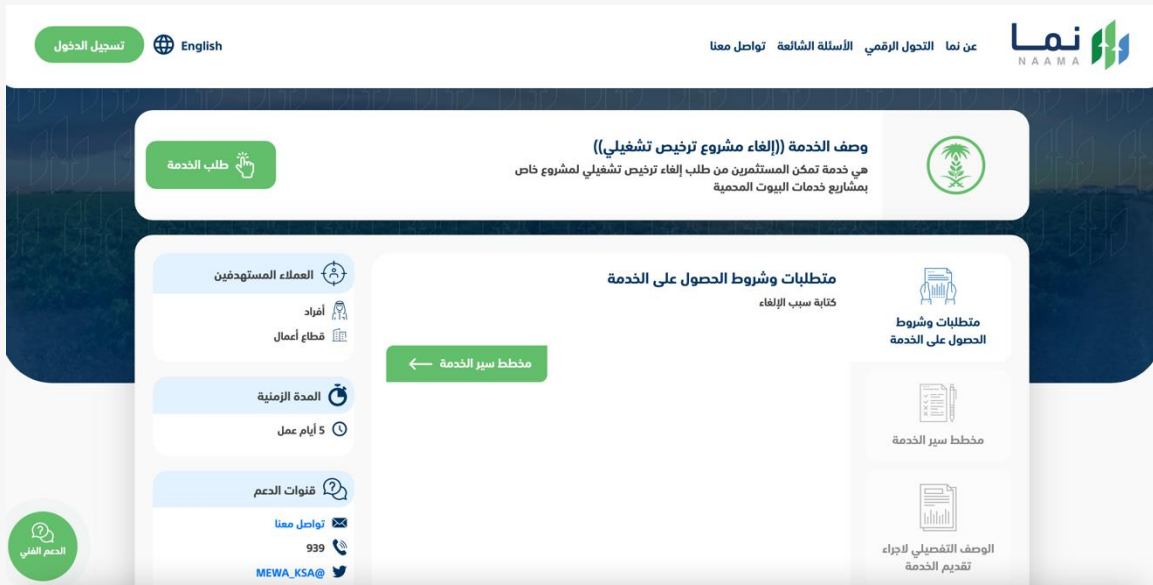 نما
NAAMA
عن نما التحول الرقمي الأسئلة الشائعة تواصل معنا
English
تسجيل الدخول
وصف الخدمة ((إلغاء مشروع ترخيص تشغيلي))
هي خدمة تمكن المستثمرين من طلب إلغاء ترخيص تشغيلي لمشروع خاص
بمشاريع خدمات البيوت المحمية
طلب الخدمة
متطلبات وشروط
الحصول على الخدمة
مخطط سير الخدمة
الوصف التفصيلي لاجراء
تقديم الخدمة
متطلبات وشروط الحصول على الخدمة
كتابة سبب الإلغاء
مخطط سير الخدمة
العملاء المستهدفين
أفراد
قطاع أعمال
المدة الزمنية
5 أيام عمل
قنوات الدعم
تواصل معنا
939
MEWA_KSA@
الدعم الفني